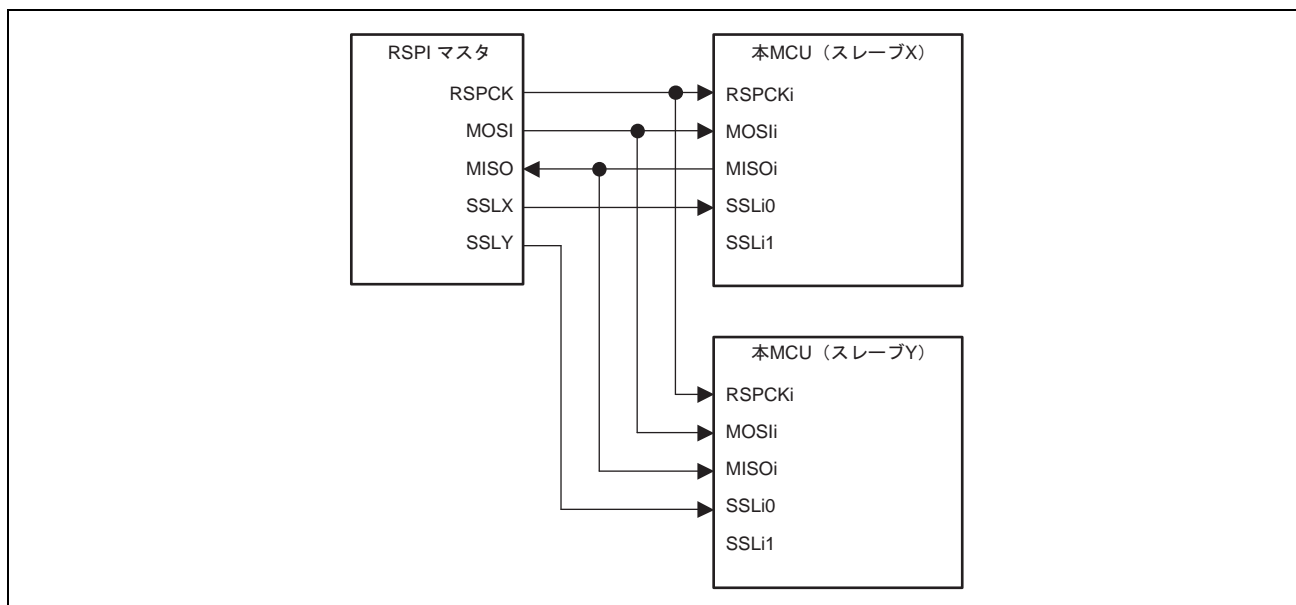 RSPI マスタ
RSPCK
MOSI
MISO
SSLX
SSLY
本MCU(スレーブX)
RSPCKi
MOSIi
MISOi
SSLi0
SSLi1
本MCU(スレーブY)
RSPCKi
MOSIi
MISOi
SSLi0
SSLi1